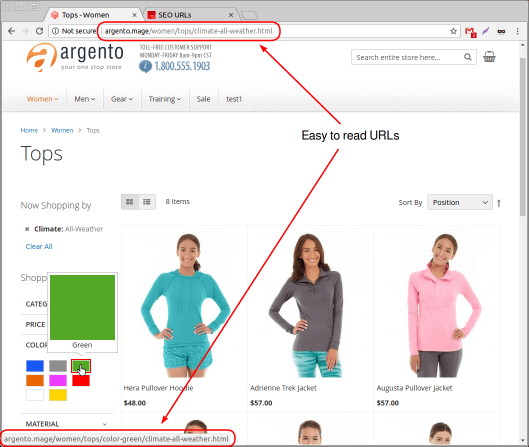 Tops - Women
SEO URLs
Not secure
argento.mage/women/tops/climate-all-weather.html
argento
your one stop store
TOLL-FREE CUSTOMER SUPPORT
MONDAY-FRIDAY 8am-9pm CST
1.800.555.1903
Search entire store here...
Women
Men
Gear
Training
Sale
test1
Home > Women > Tops
Easy to read URLs
Tops
Now Shopping by
8 Items
Sort By
Position
Climate: All-Weather
Clear All
Shopp
CATEG
PRICE
COLO
Green
Hera Pullover Hoodie
$48.00
Adrienne Trek Jacket
$57.00
Augusta Pullover Jacket
$57.00
MATERIAL
argento.mage/women/tops/color-green/climate-all-weather.html